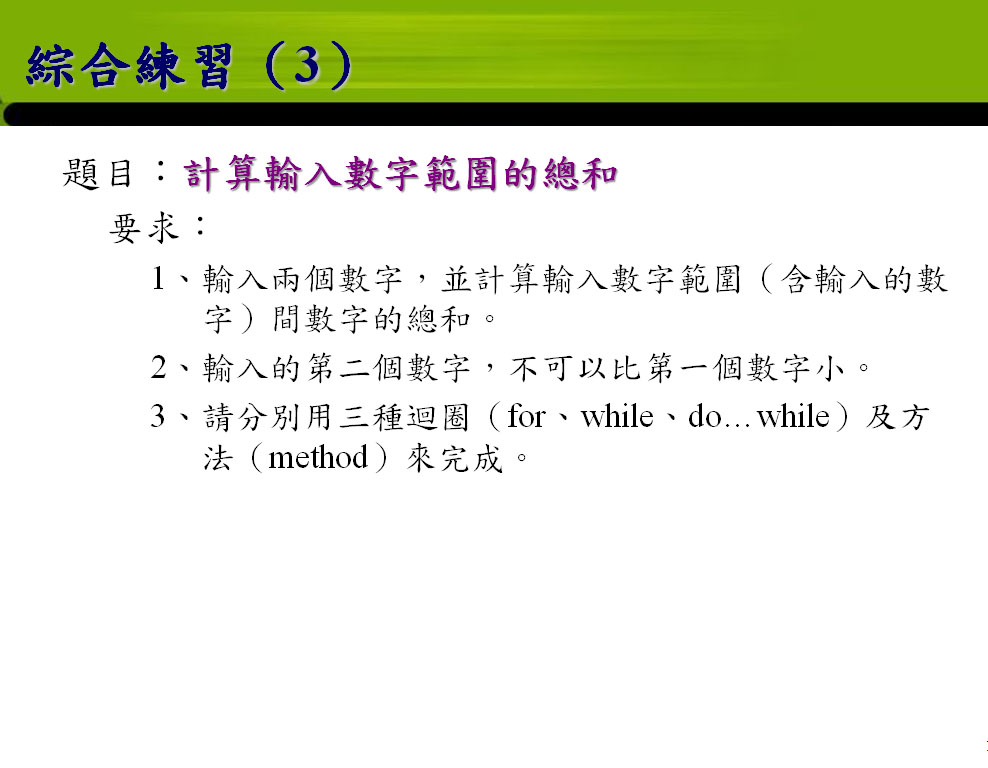 綜合練習（3）
題目：計算輸入數字範圍的總和
要求：
1、輸入兩個數字，並計算輸入數字範圍（含輸入的數
字）間數字的總和。
2、輸入的第二個數字，不可以比第一個數字小。
3、請分別用三種迴圈（for、while、do…while）及方
法（method）來完成。